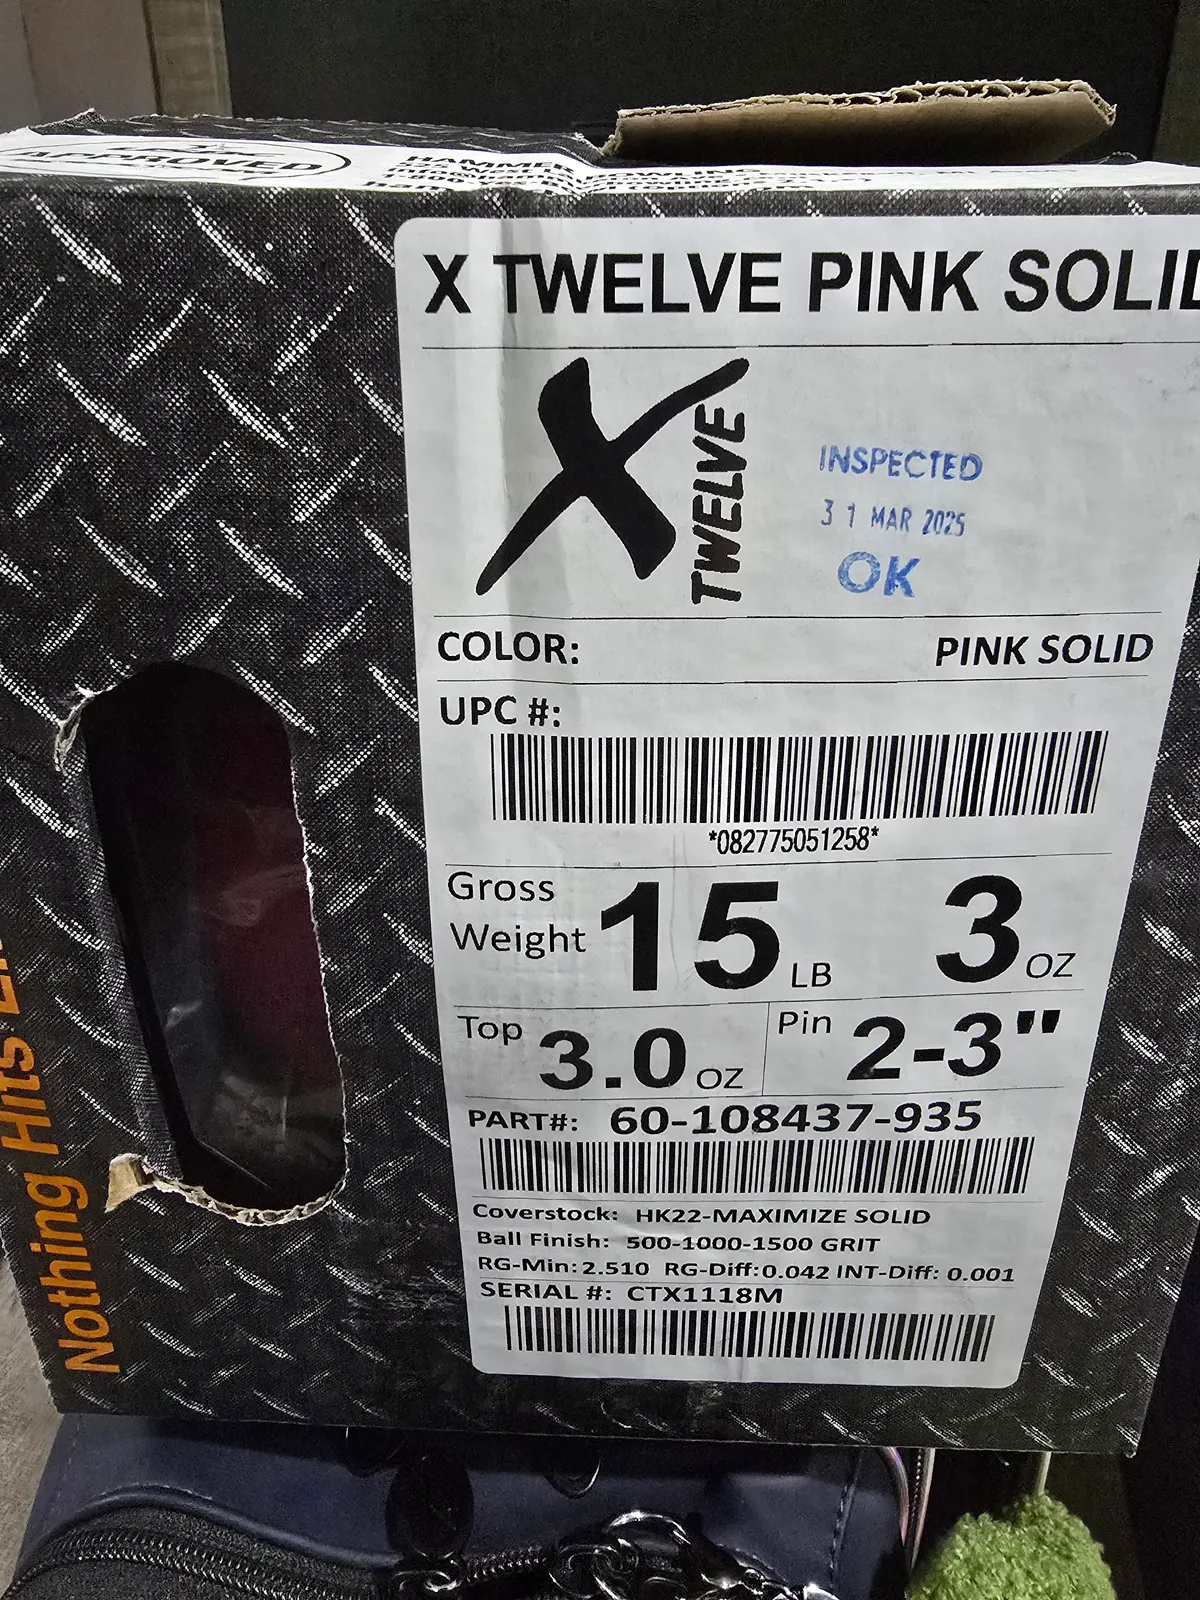 APPROVED
HAMMER BOWLING
X TWELVE PINK SOLID
X
TWELVE
INSPECTED
31 MAR 2025
OK
COLOR: PINK SOLID
UPC #:
*082775051258*
Gross Weight 15 LB 3 OZ
Top 3.0 OZ Pin 2-3"
PART#: 60-108437-935
Coverstock: HK22-MAXIMIZE SOLID
Ball Finish: 500-1000-1500 GRIT
RG-Min: 2.510 RG-Diff: 0.042 INT-Diff: 0.001
SERIAL #: CTX1118M
Nothing Hits